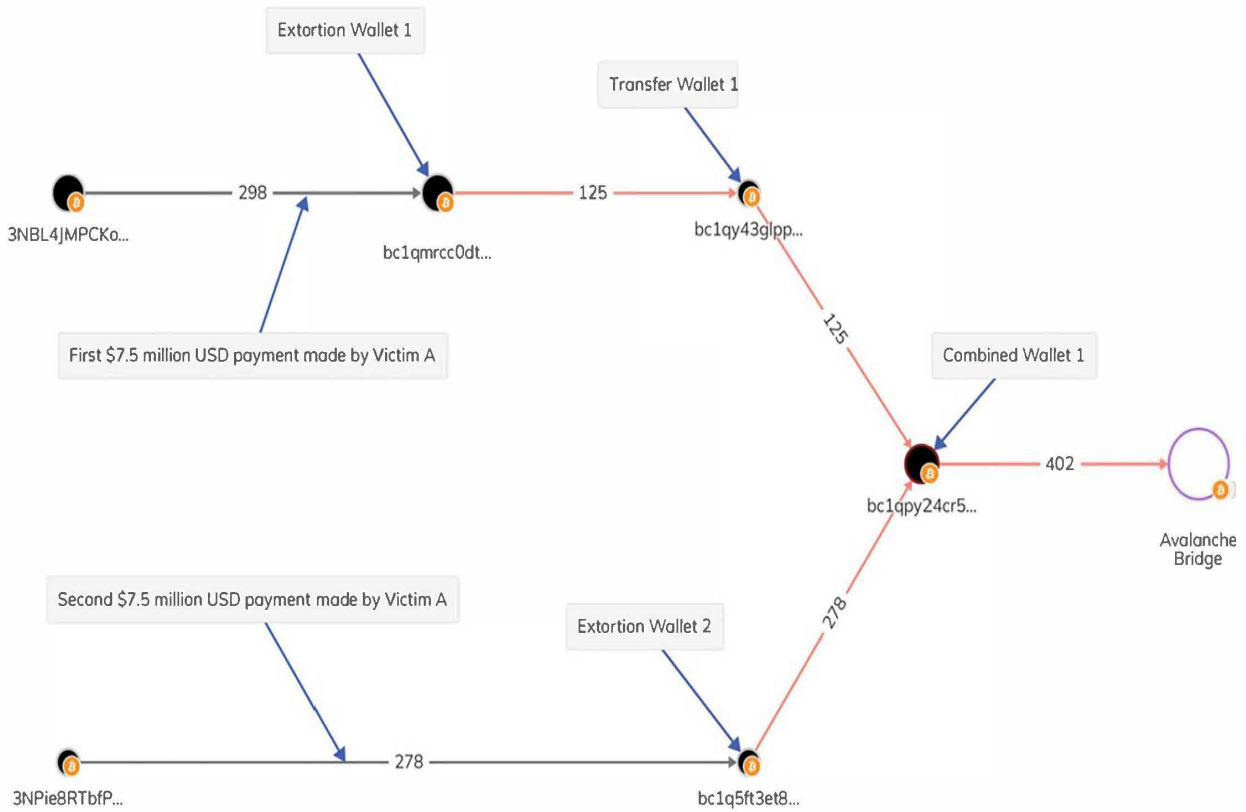 Extortion Wallet 1
Transfer Wallet 1
298
125
3NBL4JMPCKo...
bc1qmrcc0dt...
bc1qy43glpp...
First $7.5 million USD payment made by Victim A
125
Combined Wallet 1
402
bc1qpy24cr5...
Avalanche
Bridge
Second $7.5 million USD payment made by Victim A
Extortion Wallet 2
278
278
3NPie8RTbfP...
bc1q5ft3et8...